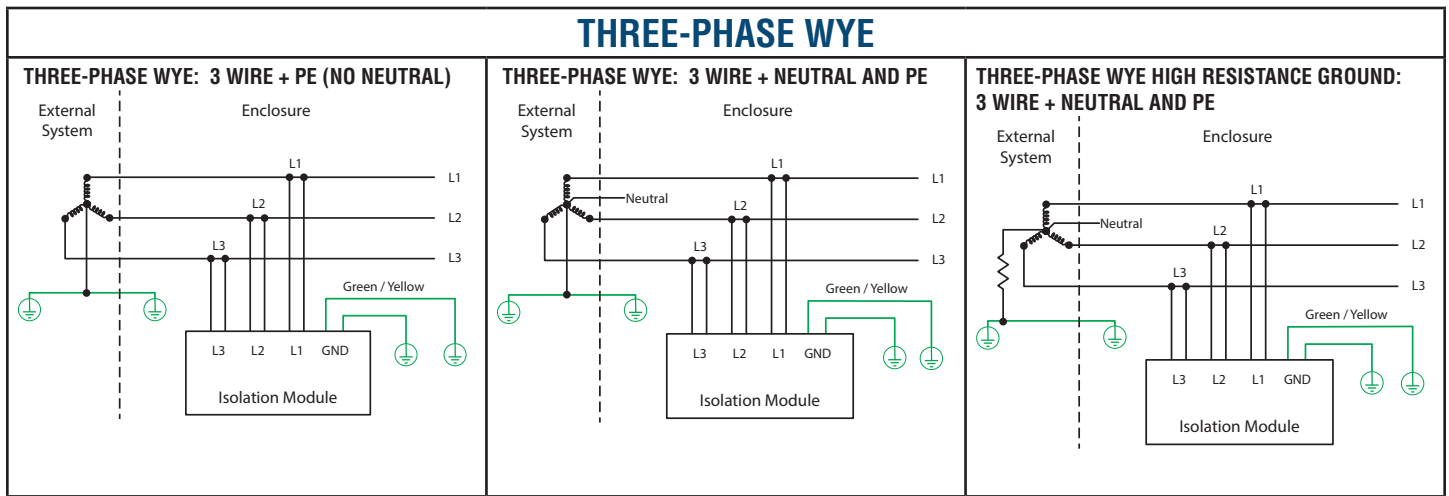 THREE-PHASE WYE
THREE-PHASE WYE: 3 WIRE + PE (NO NEUTRAL)
External
System
Enclosure
L1
L1
L2
L2
L3
L3
Green / Yellow
L3 L2 L1 GND
Isolation Module
THREE-PHASE WYE: 3 WIRE + NEUTRAL AND PE
External
System
Enclosure
L1
L1
Neutral
L2
L2
L3
L3
Green / Yellow
L3 L2 L1 GND
Isolation Module
THREE-PHASE WYE HIGH RESISTANCE GROUND:
3 WIRE + NEUTRAL AND PE
External
System
Enclosure
L1
L1
Neutral
L2
L2
L3
L3
Green / Yellow
L3 L2 L1 GND
Isolation Module